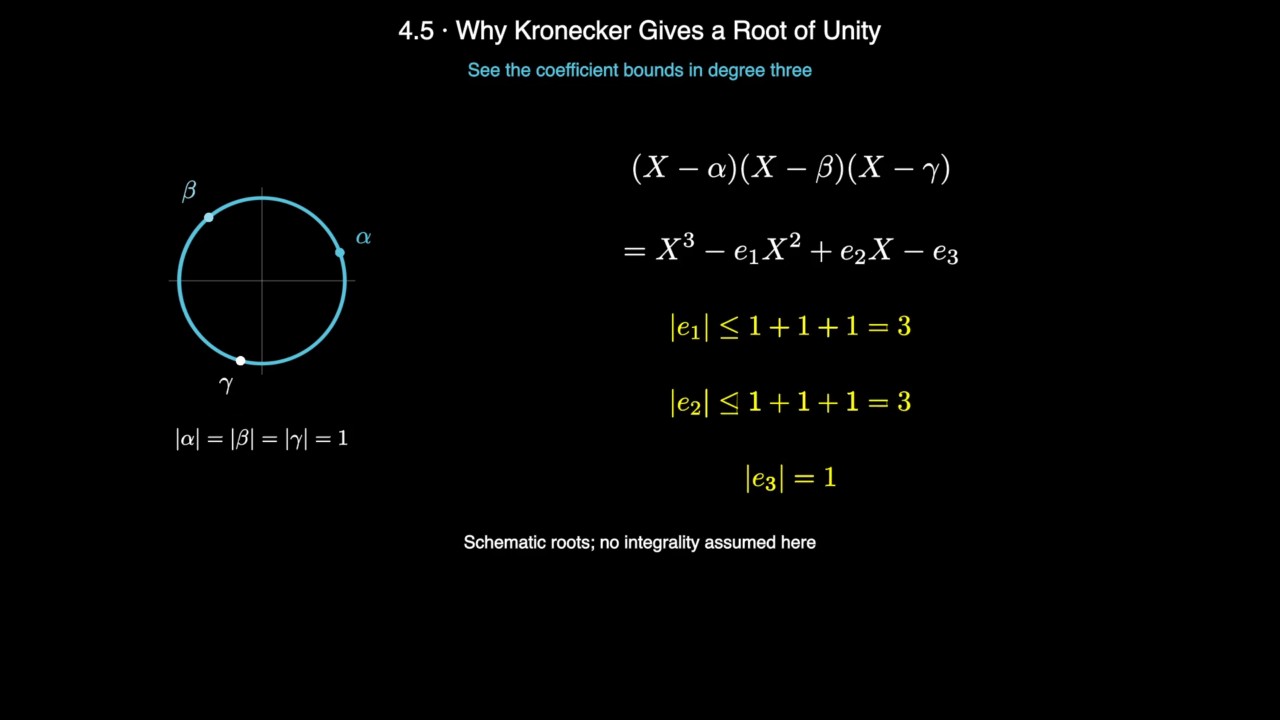 4.5 · Why Kronecker Gives a Root of Unity
See the coefficient bounds in degree three
β
α
γ
|α| = |β| = |γ| = 1
(X − α)(X − β)(X − γ)
= X³ − e₁X² + e₂X − e₃
|e₁| ≤ 1 + 1 + 1 = 3
|e₂| ≤ 1 + 1 + 1 = 3
|e₃| = 1
Schematic roots; no integrality assumed here